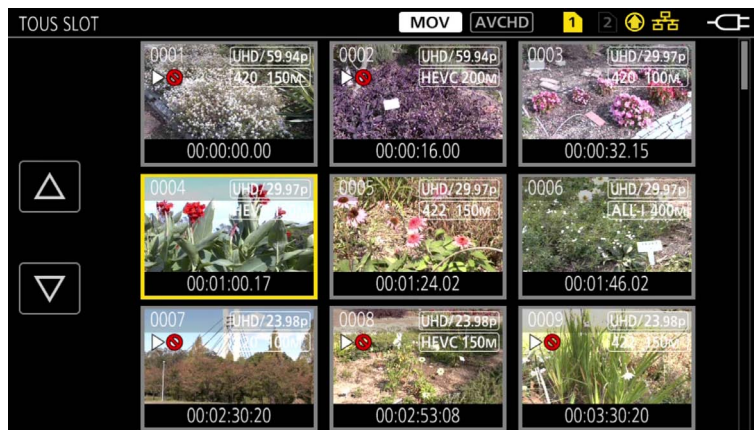 TOUS SLOT MOV AVCHD 1 2
0001 UHD/59.94p
420 150M
00:00:00.00
0002 UHD/59.94p
HEVC 200M
00:00:16.00
0003 UHD/29.97p
420 100M
00:00:32.15
0004 UHD/29.97p
HEVC
00:01:00.17
0005 UHD/29.97p
422 150M
00:01:24.02
0006 UHD/29.97p
ALL-I 400M
00:01:46.02
0007 UHD/23.98p
420 100M
00:02:30:20
0008 UHD/23.98p
HEVC 150M
00:02:53:08
0009 UHD/23.98p
422 150M
00:03:30:20